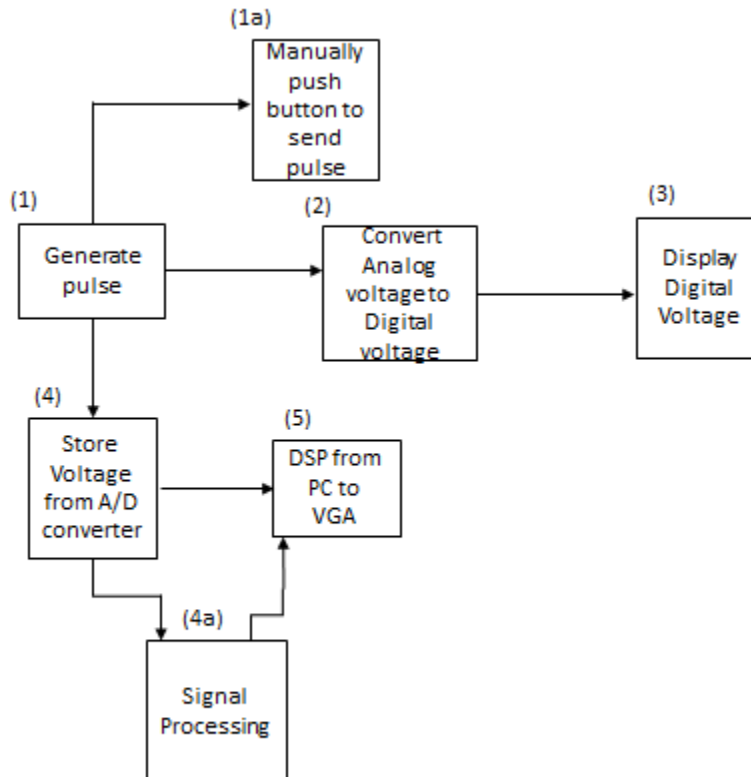 (1a)
Manually
push
button to
send
pulse
(1)
Generate
pulse
(2)
Convert
Analog
voltage to
Digital
voltage
(3)
Display
Digital
Voltage
(4)
Store
Voltage
from A/D
converter
(5)
DSP from
PC to
VGA
(4a)
Signal
Processing